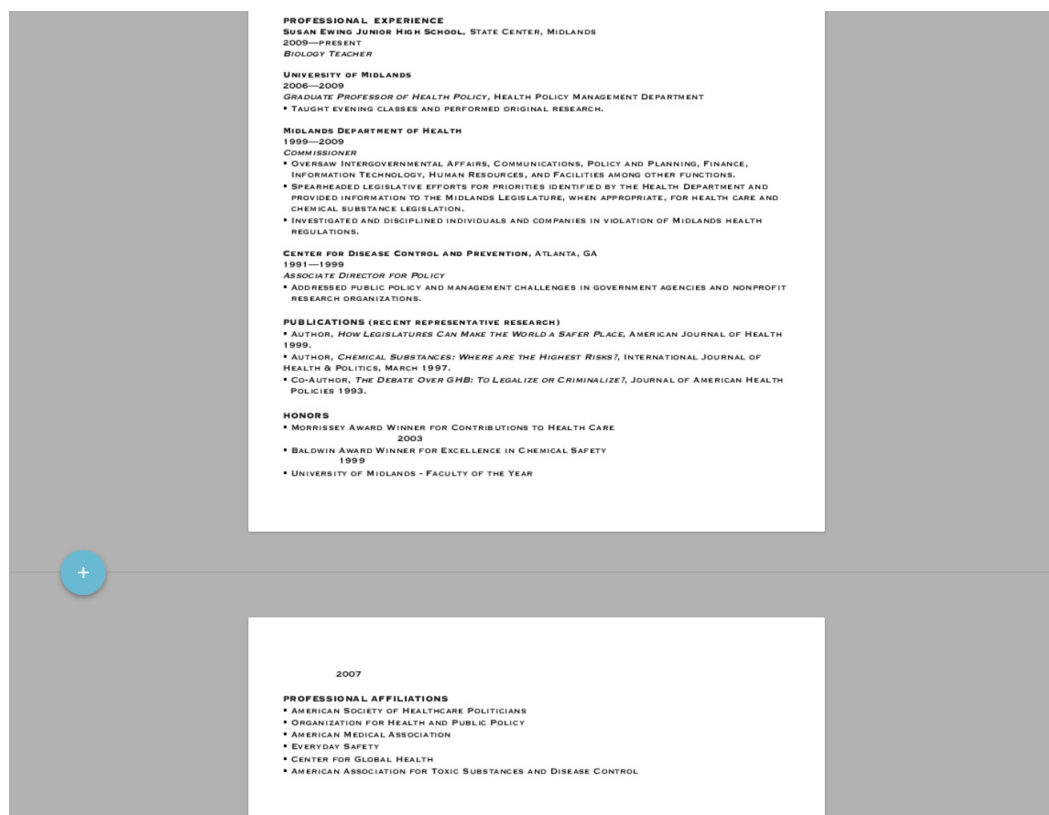 PROFESSIONAL EXPERIENCE
SUSAN EWING JUNIOR HIGH SCHOOL, STATE CENTER, MIDLANDS
2009—PRESENT
BIOLOGY TEACHER
UNIVERSITY OF MIDLANDS
2006—2009
GRADUATE PROFESSOR OF HEALTH POLICY, HEALTH POLICY MANAGEMENT DEPARTMENT
▪ TAUGHT EVENING CLASSES AND PERFORMED ORIGINAL RESEARCH.
MIDLANDS DEPARTMENT OF HEALTH
1999—2009
COMMISSIONER
▪ OVERSAW INTERGOVERNMENTAL AFFAIRS, COMMUNICATIONS, POLICY AND PLANNING, FINANCE,
INFORMATION TECHNOLOGY, HUMAN RESOURCES, AND FACILITIES AMONG OTHER FUNCTIONS.
▪ SPEARHEADED LEGISLATIVE EFFORTS FOR PRIORITIES IDENTIFIED BY THE HEALTH DEPARTMENT AND
PROVIDED INFORMATION TO THE MIDLANDS LEGISLATURE, WHEN APPROPRIATE, FOR HEALTH CARE AND
CHEMICAL SUBSTANCE LEGISLATION.
▪ INVESTIGATED AND DISCIPLINED INDIVIDUALS AND COMPANIES IN VIOLATION OF MIDLANDS HEALTH
REGULATIONS.
CENTER FOR DISEASE CONTROL AND PREVENTION, ATLANTA, GA
1991—1999
ASSOCIATE DIRECTOR FOR POLICY
▪ ADDRESSED PUBLIC POLICY AND MANAGEMENT CHALLENGES IN GOVERNMENT AGENCIES AND NONPROFIT
RESEARCH ORGANIZATIONS.
PUBLICATIONS (RECENT REPRESENTATIVE RESEARCH)
▪ AUTHOR, HOW LEGISLATURES CAN MAKE THE WORLD A SAFER PLACE, AMERICAN JOURNAL OF HEALTH
1999.
▪ AUTHOR, CHEMICAL SUBSTANCES: WHERE ARE THE HIGHEST RISKS?, INTERNATIONAL JOURNAL OF
HEALTH & POLITICS, MARCH 1997.
▪ CO-AUTHOR, THE DEBATE OVER GHB: TO LEGALIZE OR CRIMINALIZE?, JOURNAL OF AMERICAN HEALTH
POLICIES 1993.
HONORS
▪ MORRISSEY AWARD WINNER FOR CONTRIBUTIONS TO HEALTH CARE
2003
▪ BALDWIN AWARD WINNER FOR EXCELLENCE IN CHEMICAL SAFETY
1999
▪ UNIVERSITY OF MIDLANDS - FACULTY OF THE YEAR
+
2007
PROFESSIONAL AFFILIATIONS
▪ AMERICAN SOCIETY OF HEALTHCARE POLITICIANS
▪ ORGANIZATION FOR HEALTH AND PUBLIC POLICY
▪ AMERICAN MEDICAL ASSOCIATION
▪ EVERYDAY SAFETY
▪ CENTER FOR GLOBAL HEALTH
▪ AMERICAN ASSOCIATION FOR TOXIC SUBSTANCES AND DISEASE CONTROL